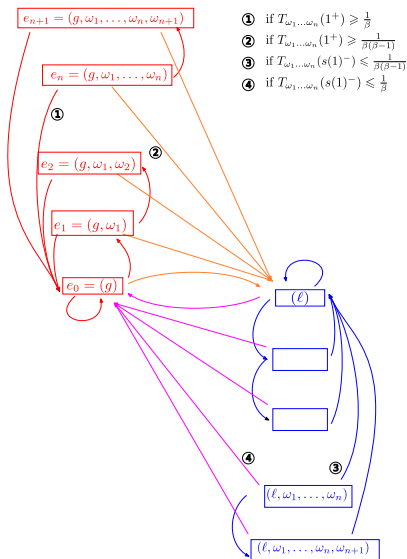 e_{n+1} = (g, ω_1, . . . , ω_n, ω_{n+1})
① if T_{ω_1...ω_n}(1^+) ⩾ 1/β
② if T_{ω_1...ω_n}(1^+) ⩾ 1/(β(β−1))
③ if T_{ω_1...ω_n}(s(1)^−) ⩽ 1/(β(β−1))
④ if T_{ω_1...ω_n}(s(1)^−) ⩽ 1/β
e_n = (g, ω_1, . . . , ω_n)
①
②
e_2 = (g, ω_1, ω_2)
e_1 = (g, ω_1)
e_0 = (g)
(ℓ)
④
③
(ℓ, ω_1, . . . , ω_n)
(ℓ, ω_1, . . . , ω_n, ω_{n+1})